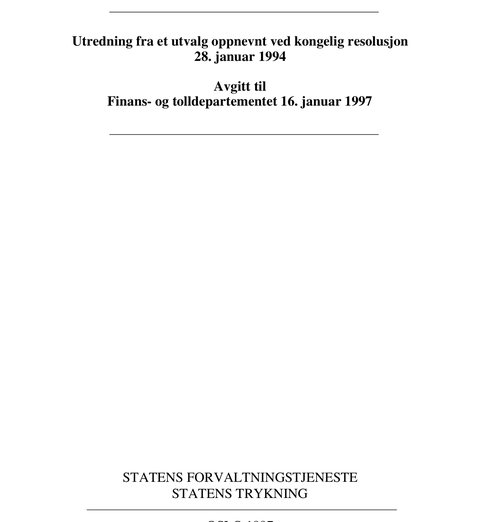 Utredning fra et utvalg oppnevnt ved kongelig resolusjon
28. januar 1994
Avgitt til
Finans- og tolldepartementet 16. januar 1997
STATENS FORVALTNINGSTJENESTE
STATENS TRYKNING